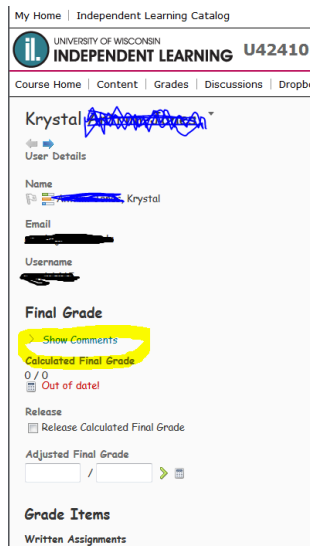 My Home | Independent Learning Catalog
iL UNIVERSITY OF WISCONSIN
INDEPENDENT LEARNING U42410
Course Home | Content | Grades | Discussions | Dropb
Krystal
User Details
Name
Krystal
Email
Username
Final Grade
Show Comments
Calculated Final Grade
0 / 0
Out of date!
Release
Release Calculated Final Grade
Adjusted Final Grade
/
Grade Items
Written Assignments